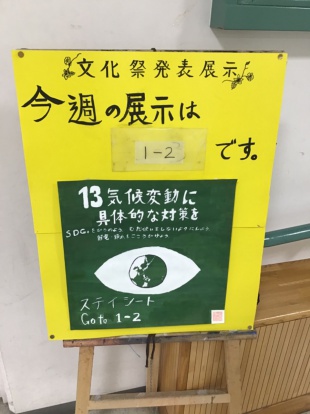 文化祭発表展示
今週の展示は
1-2
です。
13気候変動に
具体的な対策を
ステイシート
Go to 1-2